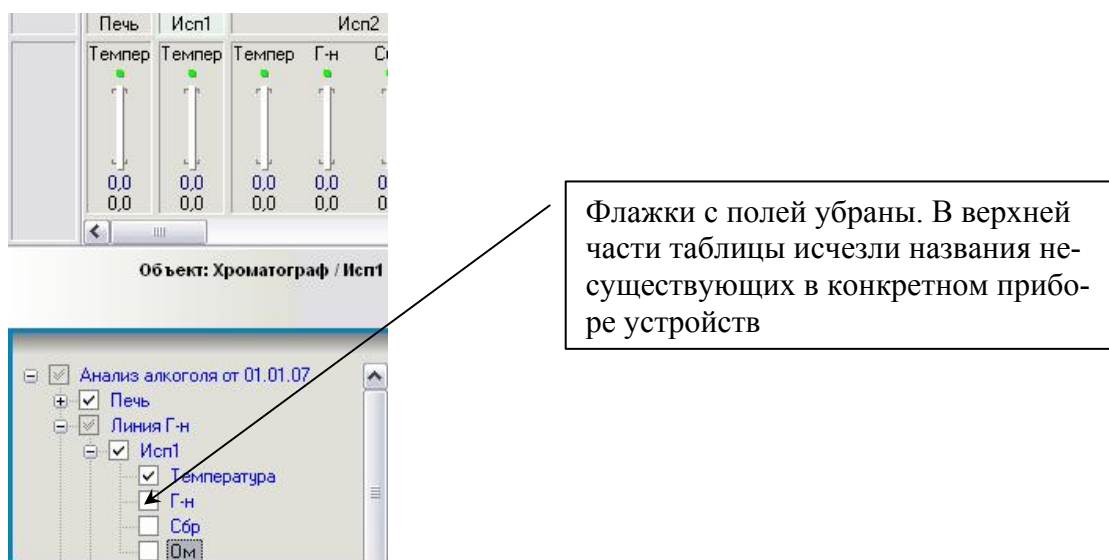 Печь Исп1 Исп2
Темпер Темпер Темпер Г-н
0,0 0,0 0,0 0,0 0
0,0 0,0 0,0 0,0 0
Объект: Хроматограф / Исп1
Флажки с полей убраны. В верхней
части таблицы исчезли названия не-
существующих в конкретном прибо-
ре устройств
Анализ алкоголя от 01.01.07
Печь
Линия Г-н
Исп1
Температура
Г-н
Сбр
Ом